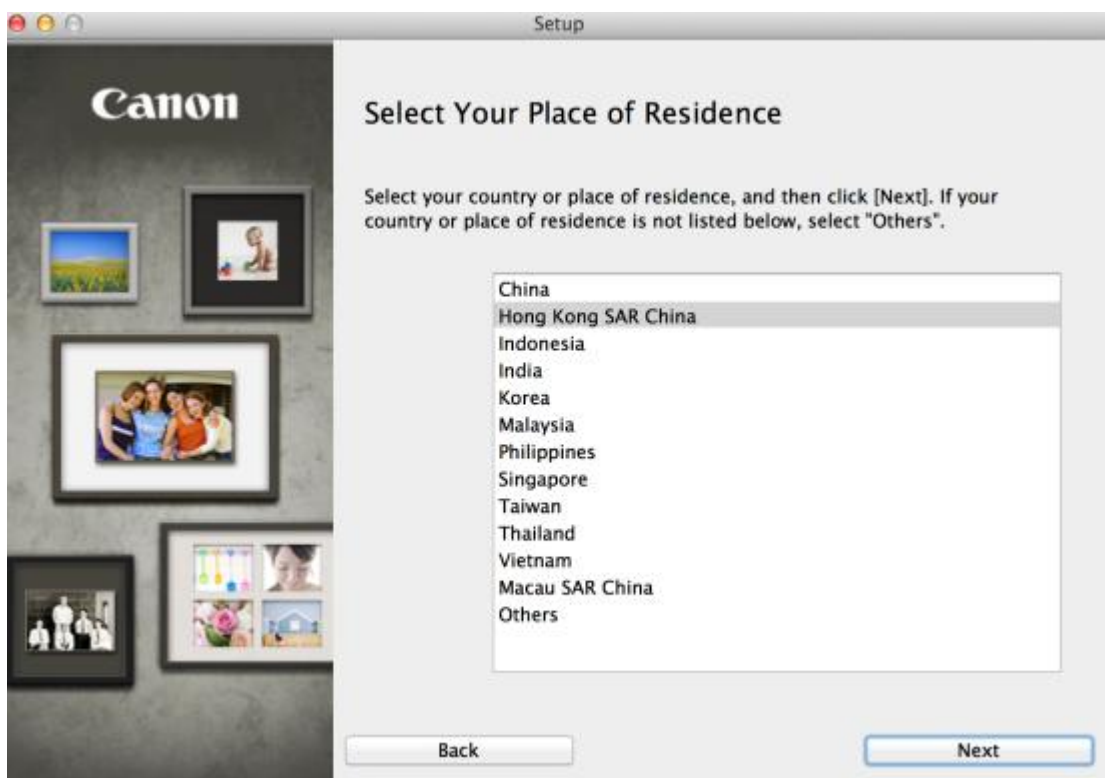 Setup
Canon
Select Your Place of Residence
Select your country or place of residence, and then click [Next]. If your
country or place of residence is not listed below, select "Others".
China
Hong Kong SAR China
Indonesia
India
Korea
Malaysia
Philippines
Singapore
Taiwan
Thailand
Vietnam
Macau SAR China
Others
Back
Next